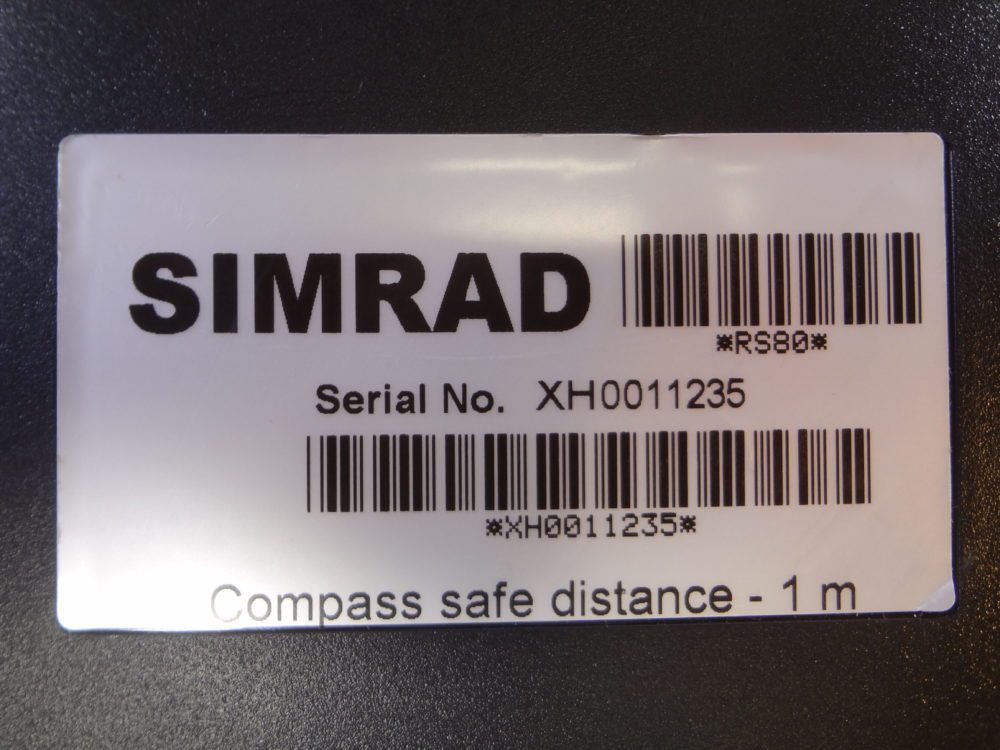 SIMRAD
*RS80*
Serial No. XH0011235
*XH0011235*
Compass safe distance - 1 m